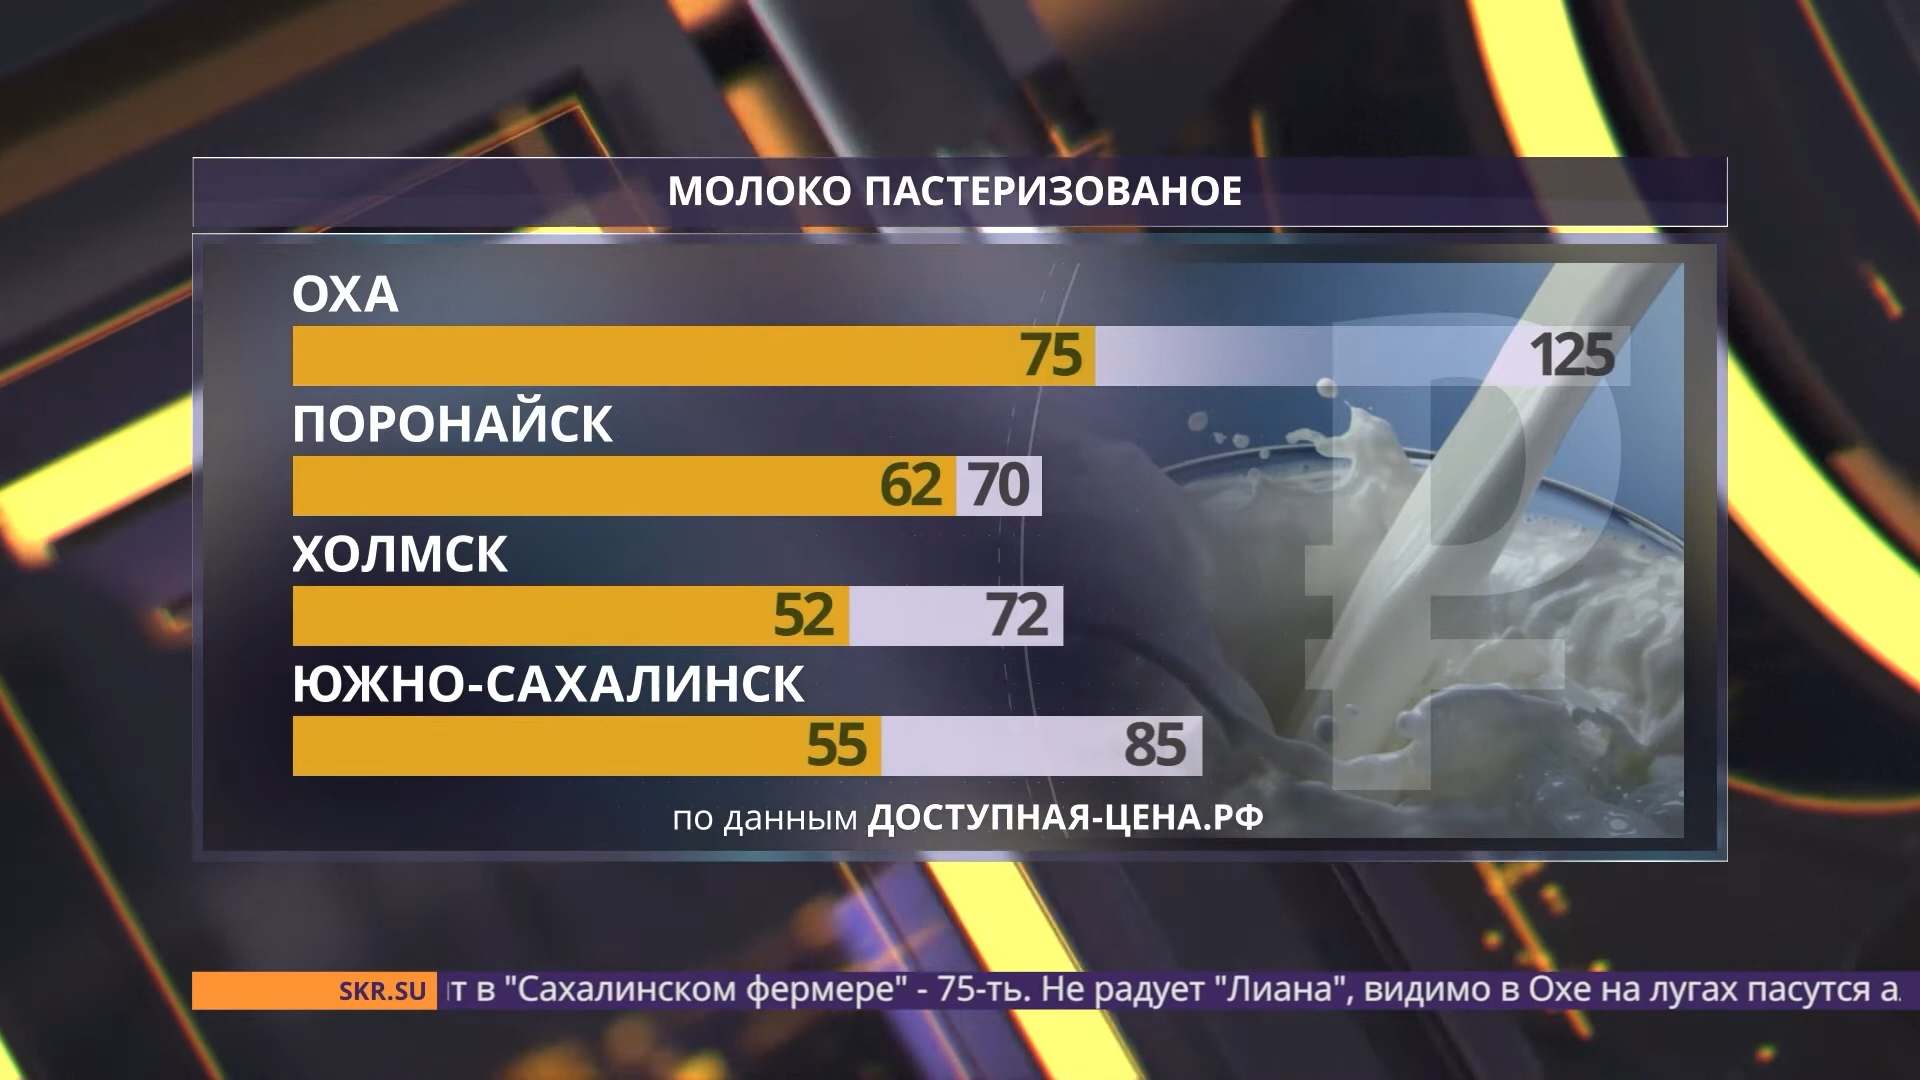 МОЛОКО ПАСТЕРИЗОВАНОЕ
ОХА
75 125
ПОРОНАЙСК
62 70
ХОЛМСК
52 72
ЮЖНО-САХАЛИНСК
55 85
по данным ДОСТУПНАЯ-ЦЕНА.РФ
SKR.SU в "Сахалинском фермере" - 75-ть. Не радует "Лиана", видимо в Охе на лугах пасутся